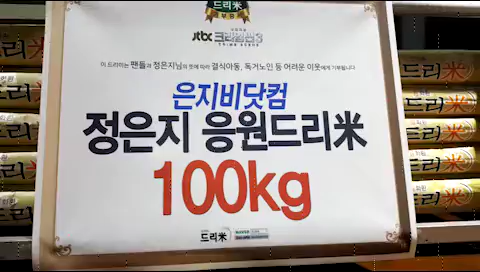 드리米
jtbc 크라임씬3
CRIME SCENE
이 드리미는 팬들과 정은지님의 뜻에 따라 결식아동, 독거노인 등 어려운 이웃에게 기부됩니다.
은지비닷컴
정은지 응원드리米
100kg
드리米